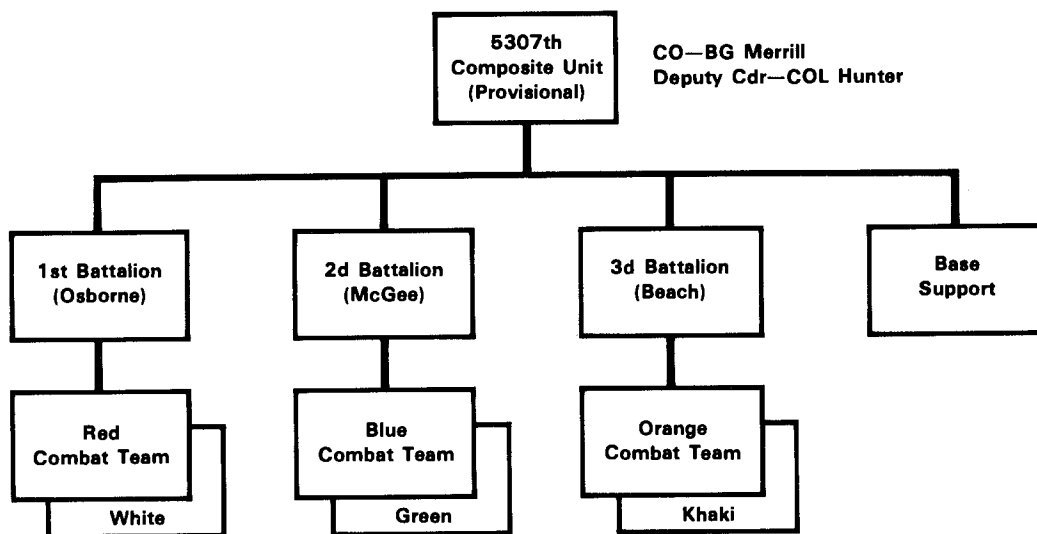 5307th
Composite Unit
(Provisional)
CO—BG Merrill
Deputy Cdr—COL Hunter
1st Battalion
(Osborne)
2d Battalion
(McGee)
3d Battalion
(Beach)
Base
Support
Red
Combat Team
White
Blue
Combat Team
Green
Orange
Combat Team
Khaki